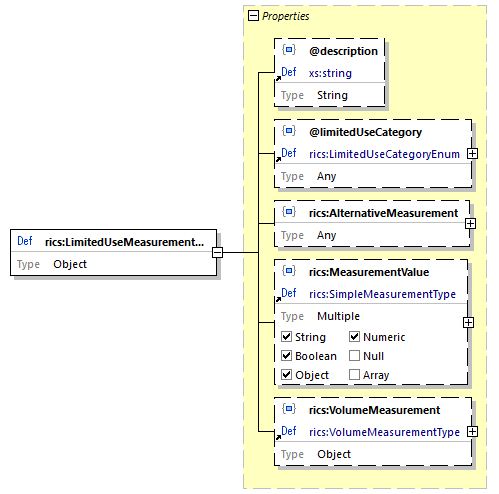 Properties
@description
Def xs:string
Type String
@limitedUseCategory
Def rics:LimitedUseCategoryEnum
Type Any
rics:AlternativeMeasurement
Type Any
Def rics:LimitedUseMeasurement...
Type Object
rics:MeasurementValue
Def rics:SimpleMeasurementType
Type Multiple
String Numeric
Boolean Null
Object Array
rics:VolumeMeasurement
Def rics:VolumeMeasurementType
Type Object